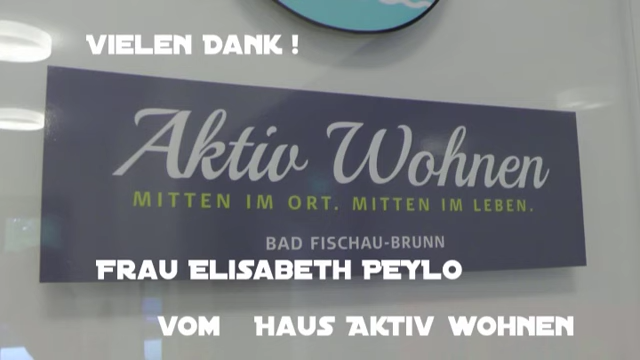 VIELEN DANK !
Aktiv Wohnen
MITTEN IM ORT. MITTEN IM LEBEN.
BAD FISCHAU-BRUNN
FRAU ELISABETH PEYLO
VOM HAUS AKTIV WOHNEN